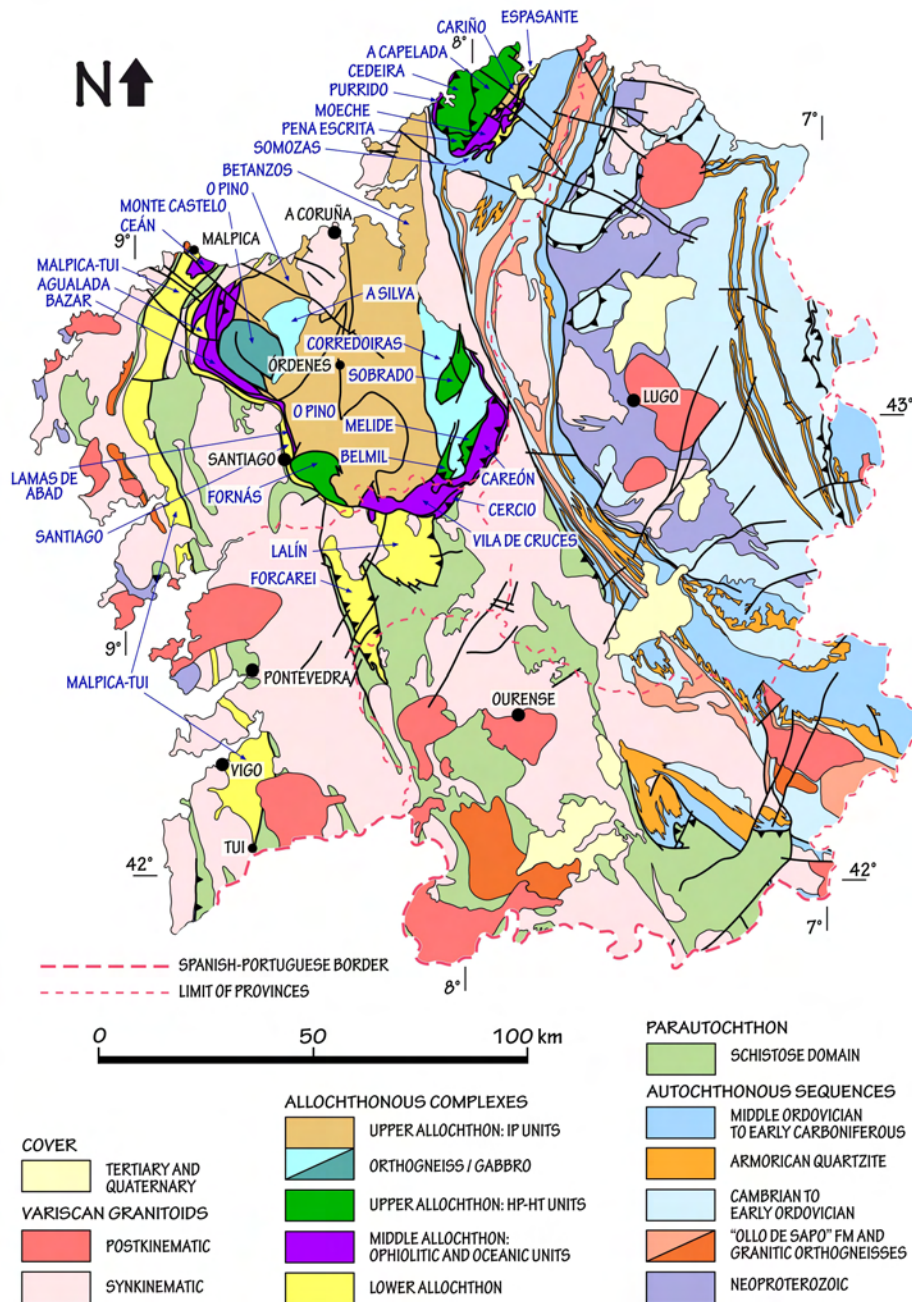 ESPASANTE
CARIÑO
8°
A CAPELADA
CEDEIRA
N
PURRIDO
MOECHE
7°
PENA ESCRITA
SOMOZAS
BETANZOS
O PINO
MONTE CASTELO
A CORUÑA
CEÁN
9°
MALPICA
MALPICA-TUI
AGUALADA
A SILVA
BAZAR
CORREDOIRAS
ÓRDENES
SOBRADO
LUGO
43°
O PINO
MELIDE
SANTIAGO
BELMIL
LAMAS DE
ABAD
CAREÓN
FORNÁS
CERCIO
SANTIAGO
VILA DE CRUCES
LALÍN
FORCAREI
9°
PONTEVEDRA
MALPICA-TUI
OURENSE
VIGO
TUI
42°
42°
7°
SPANISH-PORTUGUESE BORDER
8°
LIMIT OF PROVINCES
0 50 100 km
COVER
TERTIARY AND
QUATERNARY
VARISCAN GRANITOIDS
POSTKINEMATIC
SYNKINEMATIC
ALLOCHTHONOUS COMPLEXES
UPPER ALLOCHTHON: IP UNITS
ORTHOGNEISS / GABBRO
UPPER ALLOCHTHON: HP-HT UNITS
MIDDLE ALLOCHTHON:
OPHIOLITIC AND OCEANIC UNITS
LOWER ALLOCHTHON
PARAUTOCHTHON
SCHISTOSE DOMAIN
AUTOCHTHONOUS SEQUENCES
MIDDLE ORDOVICIAN
TO EARLY CARBONIFEROUS
ARMORICAN QUARTZITE
CAMBRIAN TO
EARLY ORDOVICIAN
"OLLO DE SAPO" FM AND
GRANITIC ORTHOGNEISSES
NEOPROTEROZOIC